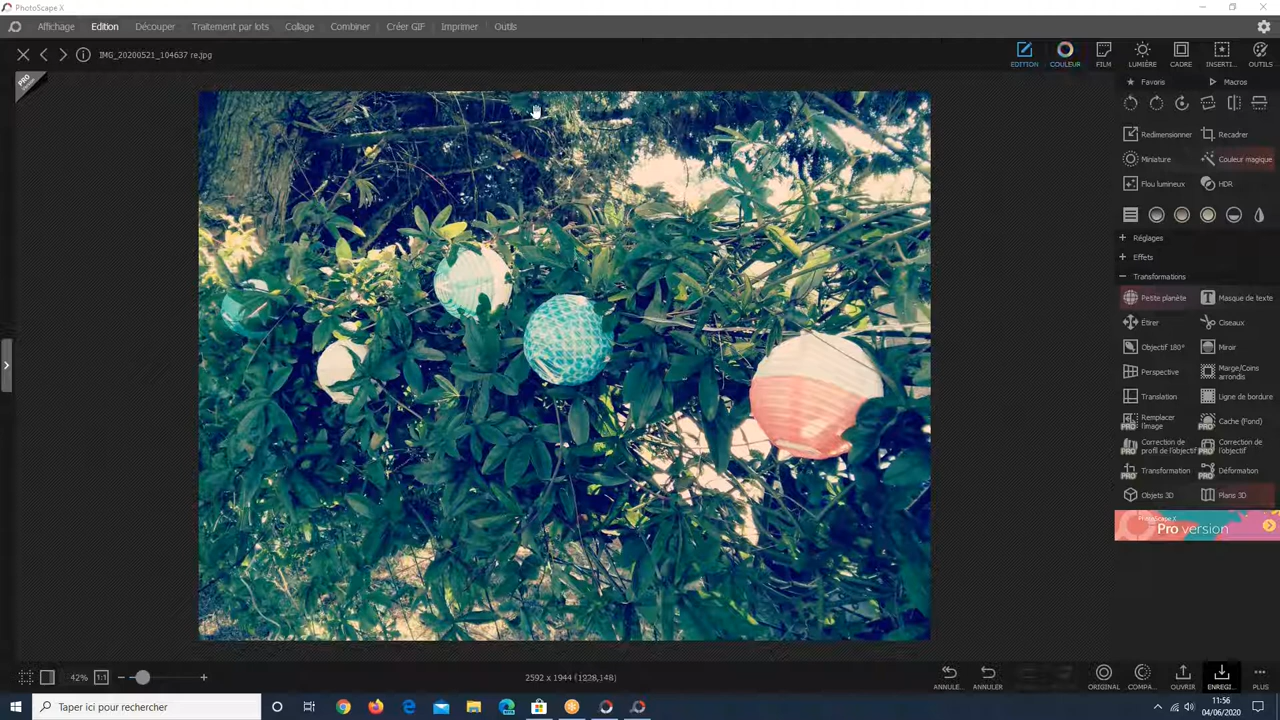 PhotoScape X
Affichage Edition Découper Traitement par lots Collage Combiner Créer GIF Imprimer Outils
IMG_20200521_104637 re.jpg
EDITION COULEUR FILM LUMIÈRE CADRE INSERTI... OUTILS
PRO
Favoris Macros
Redimensionner Recadrer
Miniature Couleur magique
Flou lumineux HDR
Réglages
Effets
Transformations
Petite planète Masque de texte
Étirer Ciseaux
Objectif 180° Miroir
Perspective Marge/Coins arrondis
Translation Ligne de bordure
Remplacer l'image Cache (Fond)
Correction de profil de l'objectif Correction de l'objectif
Transformation Déformation
Objets 3D Plans 3D
PhotoScape X
Pro version
42% 1:1
2592 x 1944 (1228,148)
ANNULE... ANNULER ORIGINAL COMPA... OUVRIR ENREGI... PLUS
Taper ici pour rechercher
11:56
04/06/2020